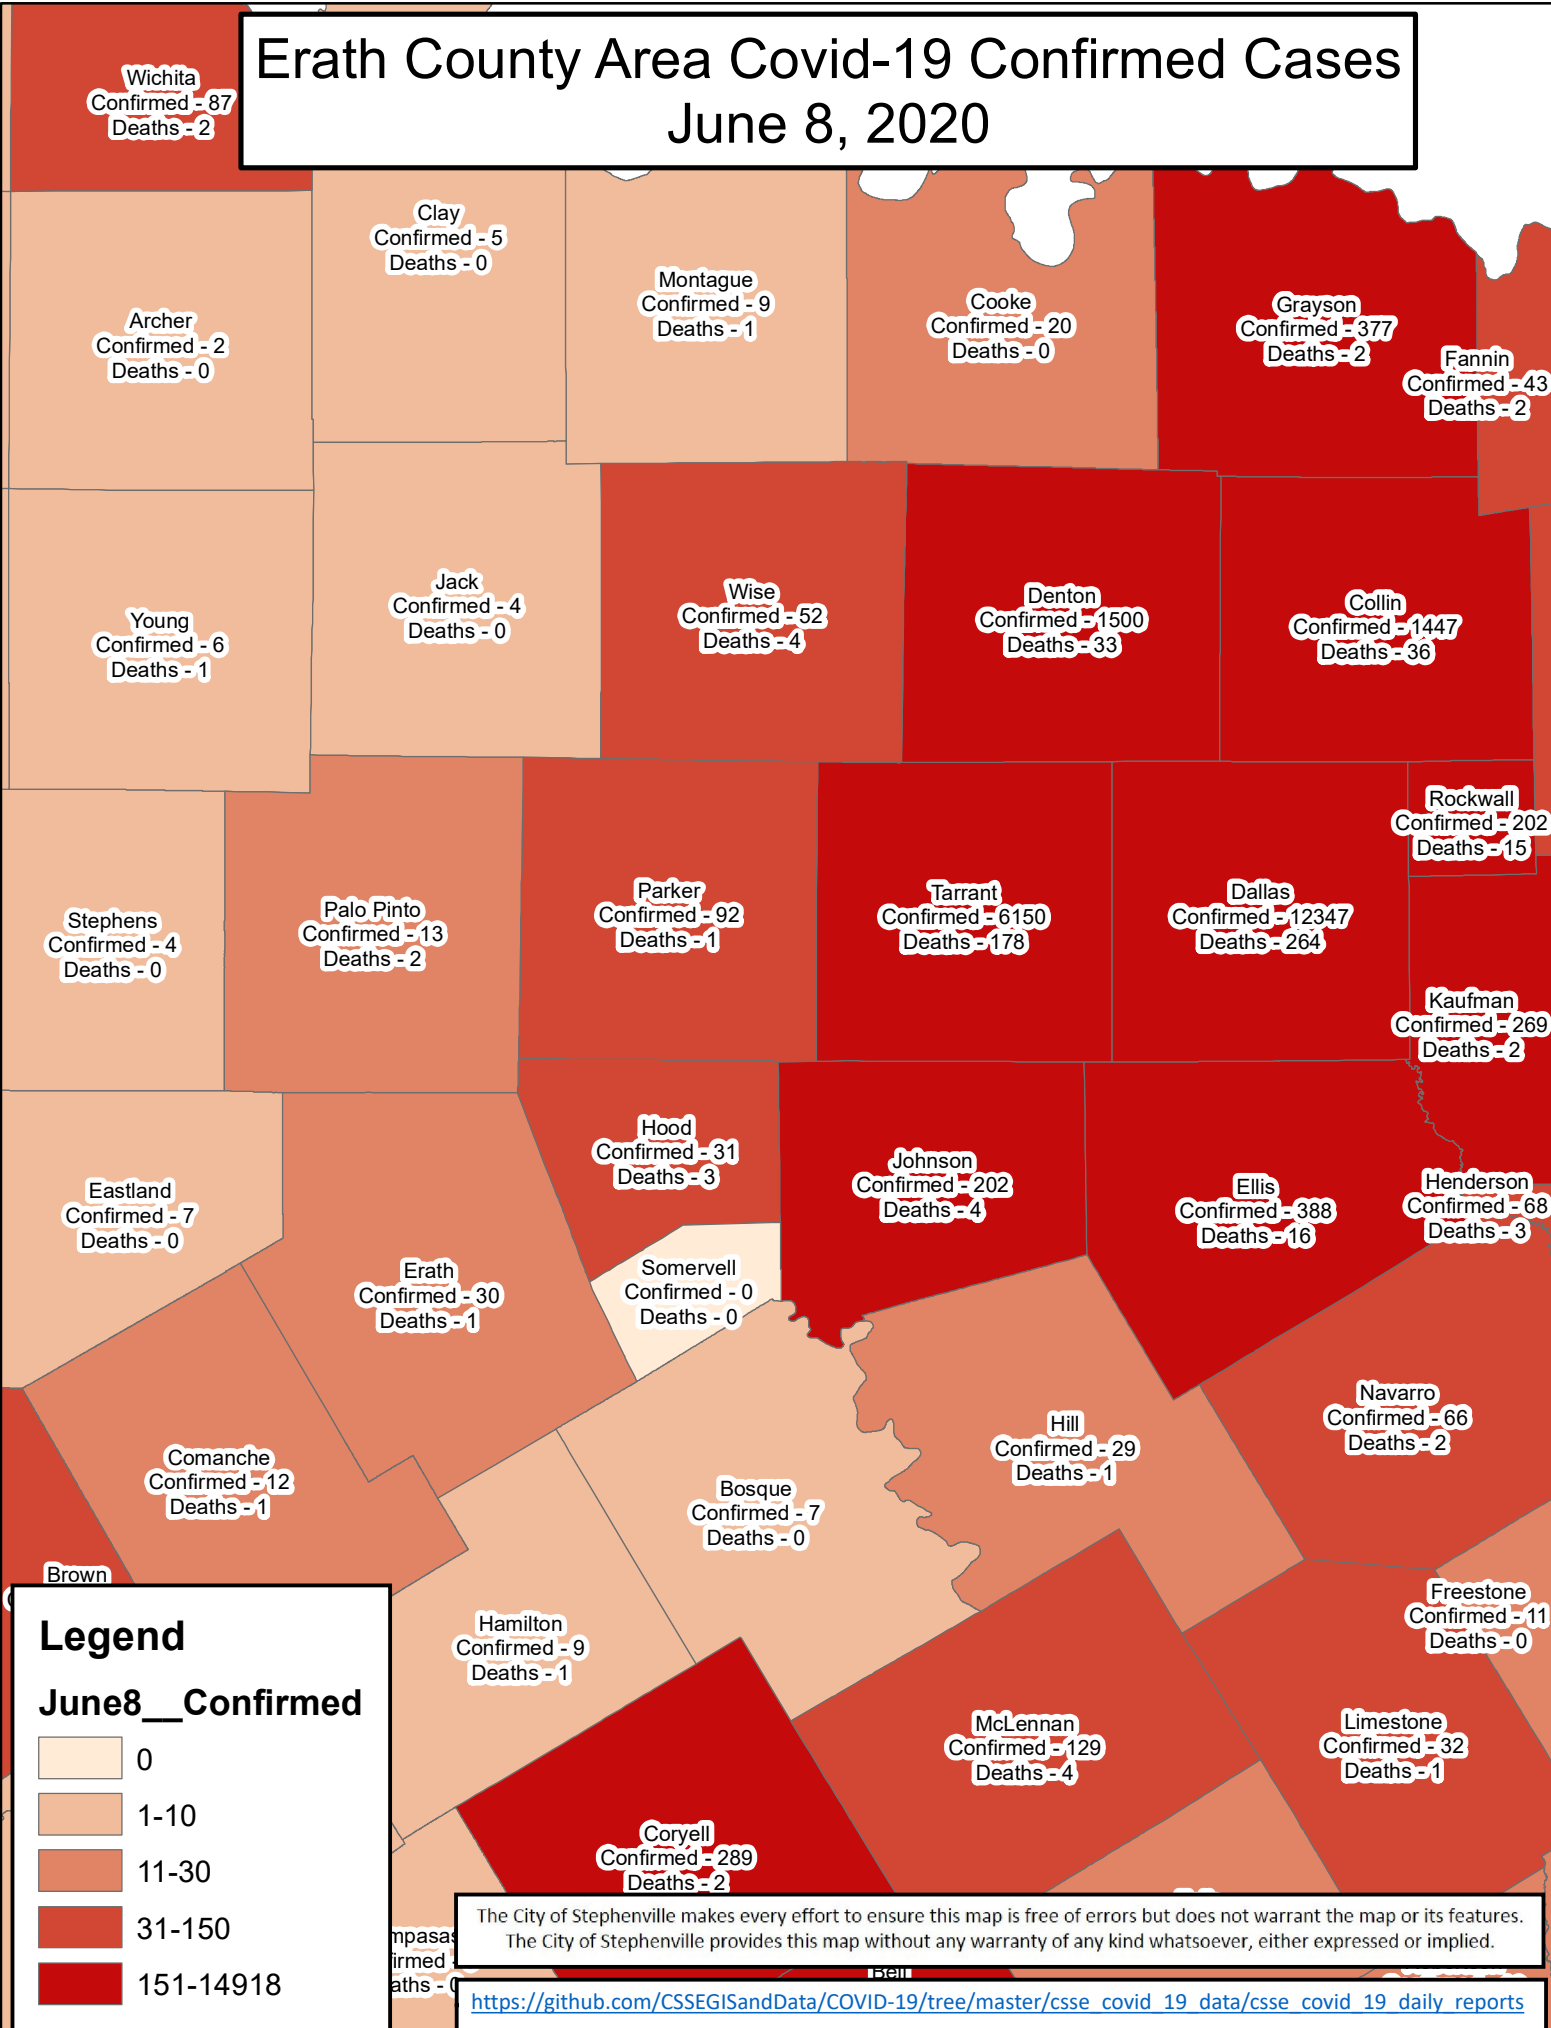 Erath County Area Covid-19 Confirmed Cases
June 8, 2020
Wichita
Confirmed - 87
Deaths - 2
Clay
Confirmed - 5
Deaths - 0
Montague
Confirmed - 9
Deaths - 1
Cooke
Confirmed - 20
Deaths - 0
Grayson
Confirmed - 377
Deaths - 2
Fannin
Confirmed - 43
Deaths - 2
Archer
Confirmed - 2
Deaths - 0
Young
Confirmed - 6
Deaths - 1
Jack
Confirmed - 4
Deaths - 0
Wise
Confirmed - 52
Deaths - 4
Denton
Confirmed - 1500
Deaths - 33
Collin
Confirmed - 1447
Deaths - 36
Rockwall
Confirmed - 202
Deaths - 15
Stephens
Confirmed - 4
Deaths - 0
Palo Pinto
Confirmed - 13
Deaths - 2
Parker
Confirmed - 92
Deaths - 1
Tarrant
Confirmed - 6150
Deaths - 178
Dallas
Confirmed - 12347
Deaths - 264
Kaufman
Confirmed - 269
Deaths - 2
Eastland
Confirmed - 7
Deaths - 0
Hood
Confirmed - 31
Deaths - 3
Johnson
Confirmed - 202
Deaths - 4
Ellis
Confirmed - 388
Deaths - 16
Henderson
Confirmed - 68
Deaths - 3
Erath
Confirmed - 30
Deaths - 1
Somervell
Confirmed - 0
Deaths - 0
Navarro
Confirmed - 66
Deaths - 2
Comanche
Confirmed - 12
Deaths - 1
Bosque
Confirmed - 7
Deaths - 0
Hill
Confirmed - 29
Deaths - 1
Brown
Hamilton
Confirmed - 9
Deaths - 1
Freestone
Confirmed - 11
Deaths - 0
McLennan
Confirmed - 129
Deaths - 4
Limestone
Confirmed - 32
Deaths - 1
Coryell
Confirmed - 289
Deaths - 2
mpasas
firmed -
aths - 0
Bell
Legend
June8__Confirmed
0
1-10
11-30
31-150
151-14918
The City of Stephenville makes every effort to ensure this map is free of errors but does not warrant the map or its features.
The City of Stephenville provides this map without any warranty of any kind whatsoever, either expressed or implied.
https://github.com/CSSEGISandData/COVID-19/tree/master/csse_covid_19_data/csse_covid_19_daily_reports